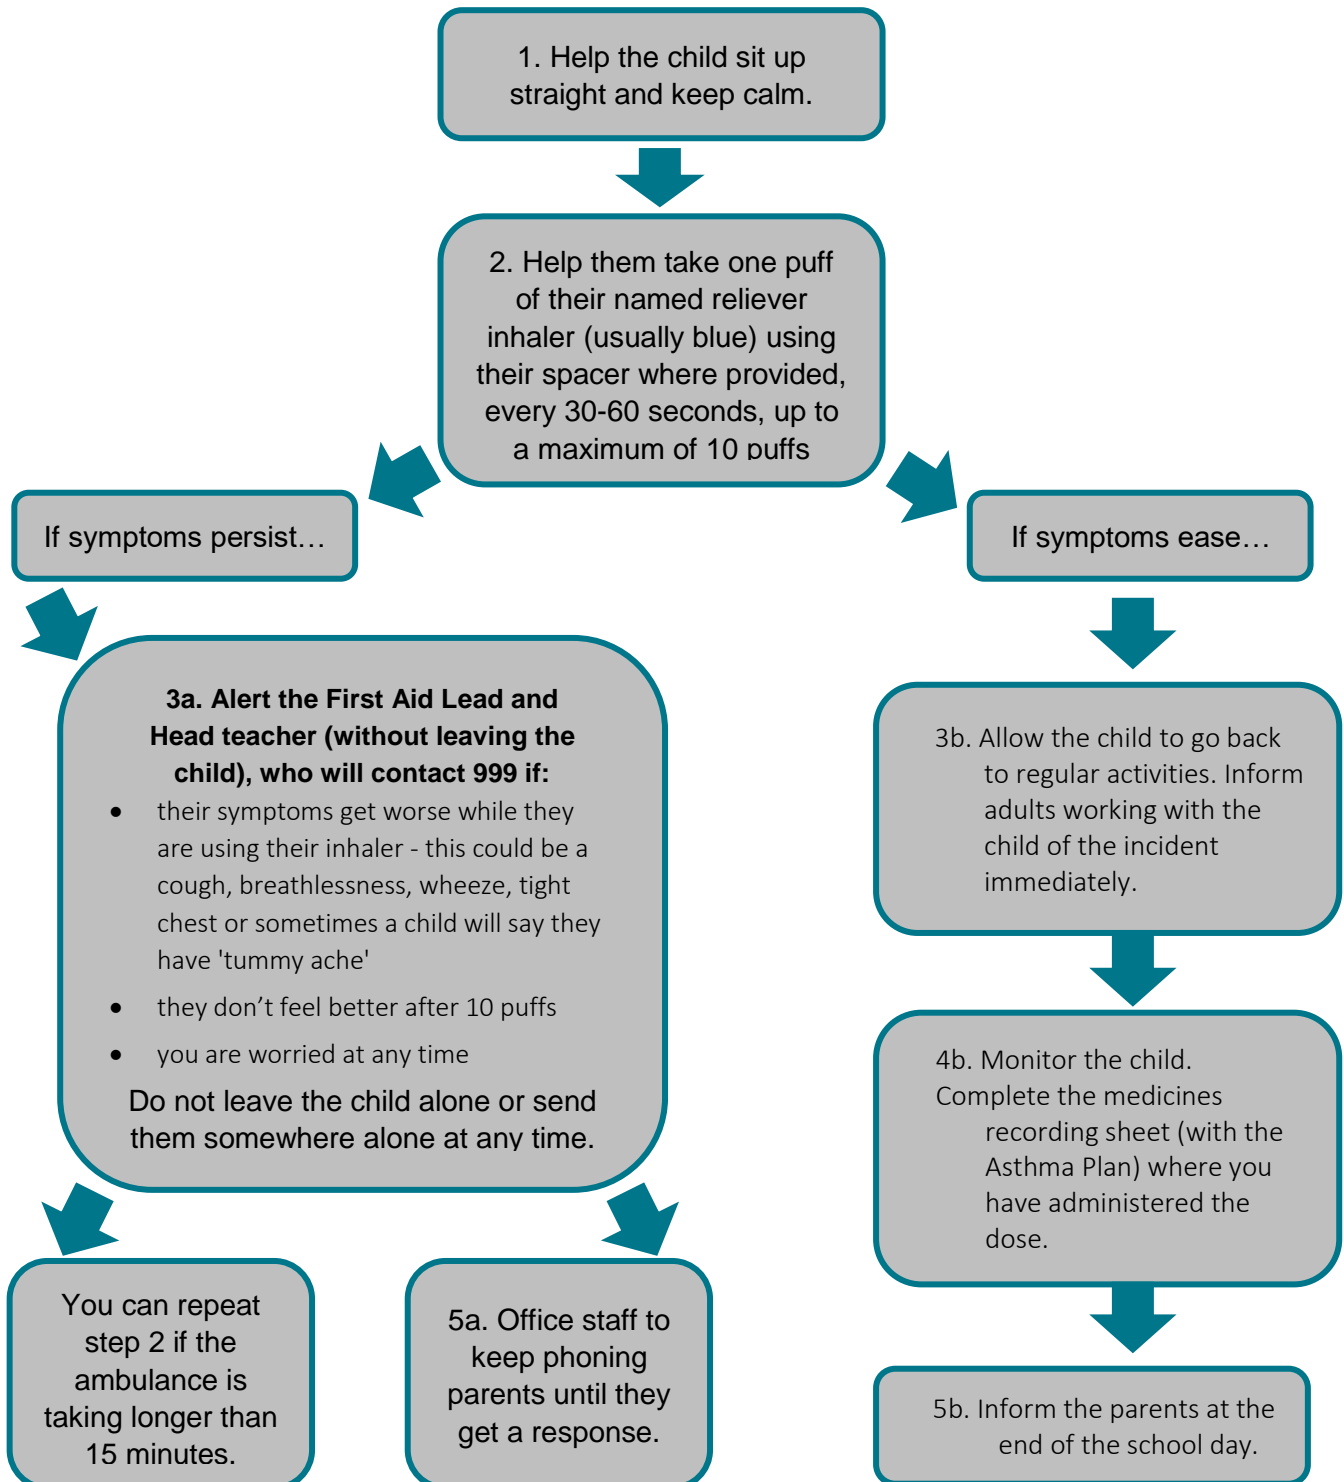 1. Help the child sit up
straight and keep calm.
2. Help them take one puff
of their named reliever
inhaler (usually blue) using
their spacer where provided,
every 30-60 seconds, up to
a maximum of 10 puffs
If symptoms persist…
If symptoms ease…
3a. Alert the First Aid Lead and
Head teacher (without leaving the
child), who will contact 999 if:
• their symptoms get worse while they
are using their inhaler - this could be a
cough, breathlessness, wheeze, tight
chest or sometimes a child will say they
have 'tummy ache'
• they don’t feel better after 10 puffs
• you are worried at any time
Do not leave the child alone or send
them somewhere alone at any time.
3b. Allow the child to go back
to regular activities. Inform
adults working with the
child of the incident
immediately.
4b. Monitor the child.
Complete the medicines
recording sheet (with the
Asthma Plan) where you
have administered the
dose.
You can repeat
step 2 if the
ambulance is
taking longer than
15 minutes.
5a. Office staff to
keep phoning
parents until they
get a response.
5b. Inform the parents at the
end of the school day.